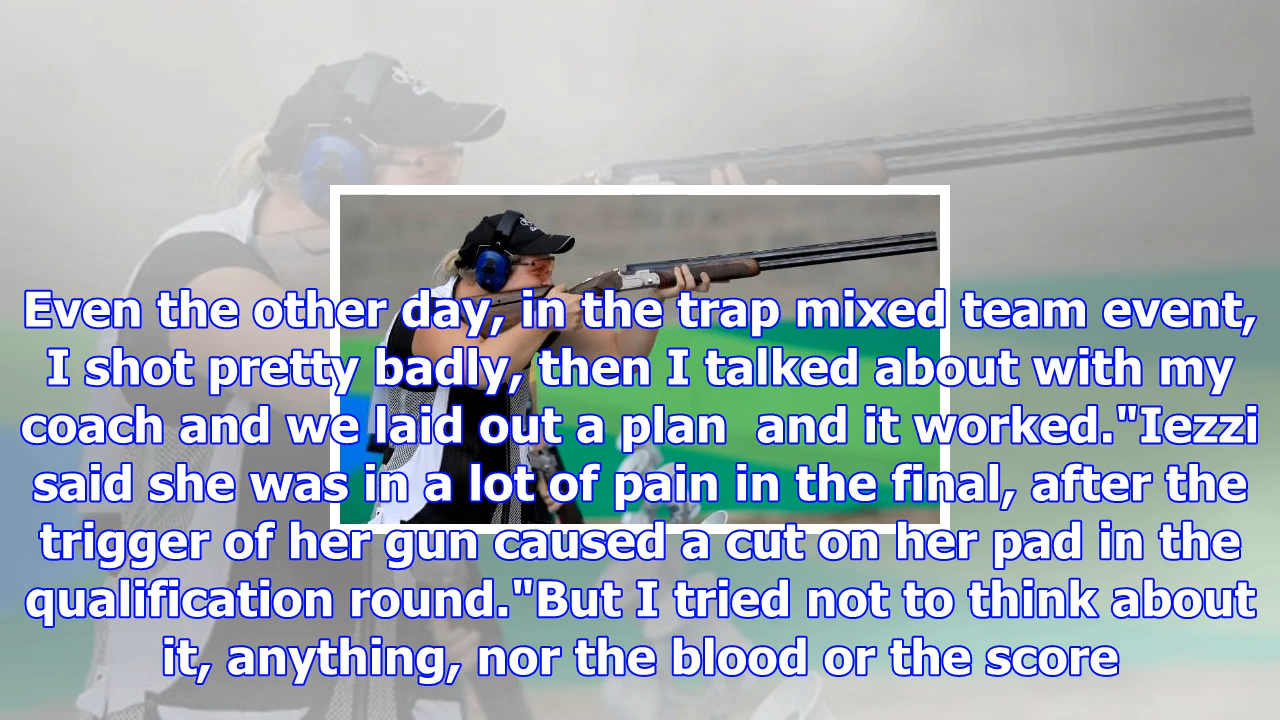 Even the other day, in the trap mixed team event,
I shot pretty badly, then I talked about with my
coach and we laid out a plan  and it worked."Iezzi
said she was in a lot of pain in the final, after the
trigger of her gun caused a cut on her pad in the
qualification round."But I tried not to think about
it, anything, nor the blood or the score